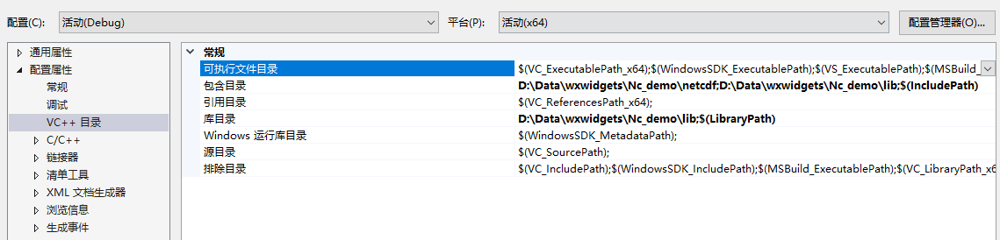 配置(C): 活动(Debug) 平台(P): 活动(x64) 配置管理器(O)...
通用属性
配置属性
常规
调试
VC++ 目录
C/C++
链接器
清单工具
XML 文档生成器
浏览信息
生成事件
常规
可执行文件目录 $(VC_ExecutablePath_x64);$(WindowsSDK_ExecutablePath);$(VS_ExecutablePath);$(MSBuild_
包含目录 D:\Data\wxwidgets\Nc_demo\netcdf;D:\Data\wxwidgets\Nc_demo\lib;$(IncludePath)
引用目录 $(VC_ReferencesPath_x64);
库目录 D:\Data\wxwidgets\Nc_demo\lib;$(LibraryPath)
Windows 运行库目录 $(WindowsSDK_MetadataPath);
源目录 $(VC_SourcePath);
排除目录 $(VC_IncludePath);$(WindowsSDK_IncludePath);$(MSBuild_ExecutablePath);$(VC_LibraryPath_x6